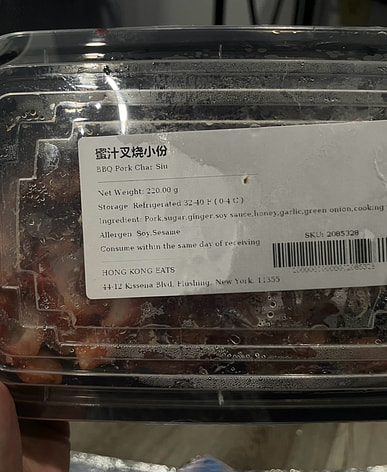 蜜汁叉烧小份
BBQ Pork Char Siu
Net Weight: 220.00 g
Storage: Refrigerated 32-40 F ( 0-4 C )
Ingredient: Pork,sugar,ginger,soy sauce,honey,garlic,green onion,cooking
Allergen: Soy,Sesame
Consume within the same day of receiving
SKU: 2085328
HONG KONG EATS
44-12 Kissena Blvd, Flushing, New York, 11355